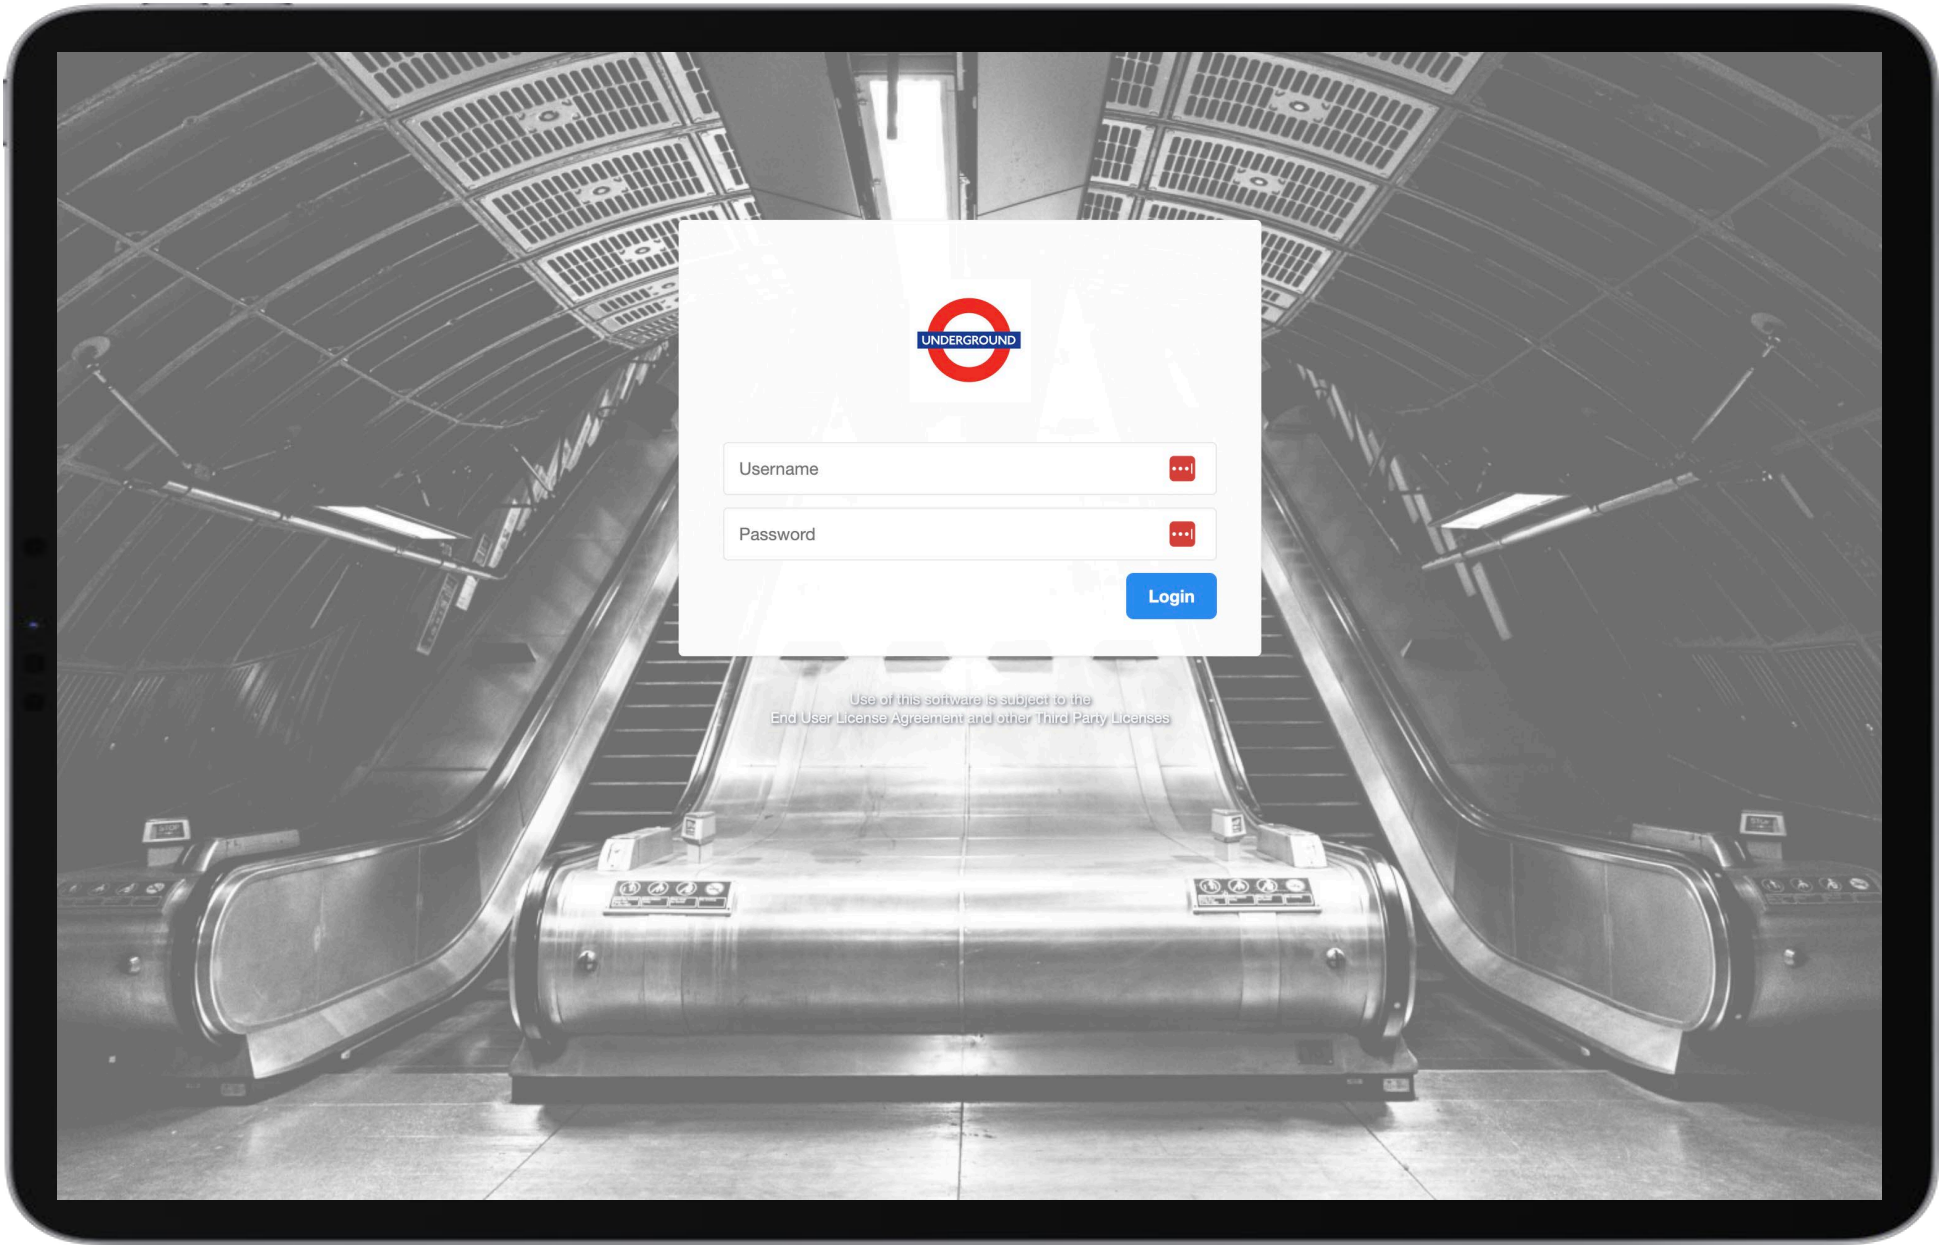 UNDERGROUND
Username
Password
Login
Use of this software is subject to the
End User License Agreement and other Third Party Licenses
STOP